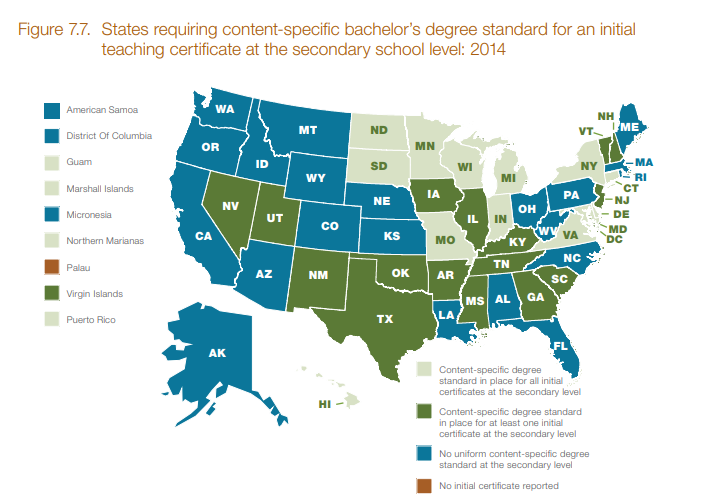 Figure 7.7. States requiring content-specific bachelor's degree standard for an initial
teaching certificate at the secondary school level: 2014
American Samoa
District Of Columbia
Guam
Marshall Islands
Micronesia
Northern Marianas
Palau
Virgin Islands
Puerto Rico
WA
MT
ND
MN
NH
VT
ME
OR
ID
SD
WI
MI
NY
MA
RI
WY
IA
NE
PA
CT
NJ
NV
UT
CO
IL
IN
OH
DE
CA
KS
MO
KY
WV
VA
MD
DC
AZ
NM
OK
AR
TN
NC
SC
TX
LA
MS
AL
GA
FL
AK
HI
Content-specific degree
standard in place for all initial
certificates at the secondary level
Content-specific degree standard
in place for at least one initial
certificate at the secondary level
No uniform content-specific degree
standard at the secondary level
No initial certificate reported